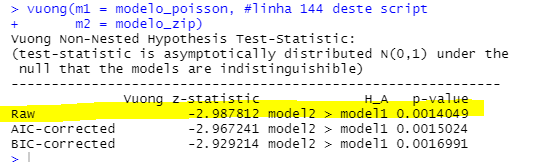 > vuong(m1 = modelo_poisson, #linha 144 deste script
+       m2 = modelo_zip)
Vuong Non-Nested Hypothesis Test-Statistic:
(test-statistic is asymptotically distributed N(0,1) under the
 null that the models are indistinguishible)
-------------------------------------------------------------
              Vuong z-statistic             H_A    p-value
Raw                   -2.987812 model2 > model1 0.0014049
AIC-corrected         -2.967241 model2 > model1 0.0015024
BIC-corrected         -2.929214 model2 > model1 0.0016991
>